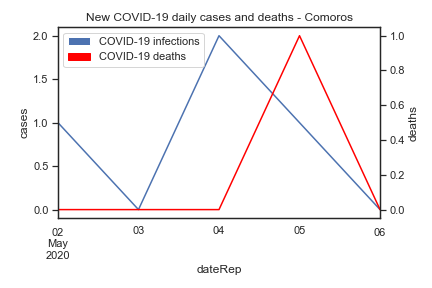 New COVID-19 daily cases and deaths - Comoros
COVID-19 infections
COVID-19 deaths
2.0
1.5
1.0
0.5
0.0
cases
1.0
0.8
0.6
0.4
0.2
0.0
deaths
02
May
2020
03
04
05
06
dateRep